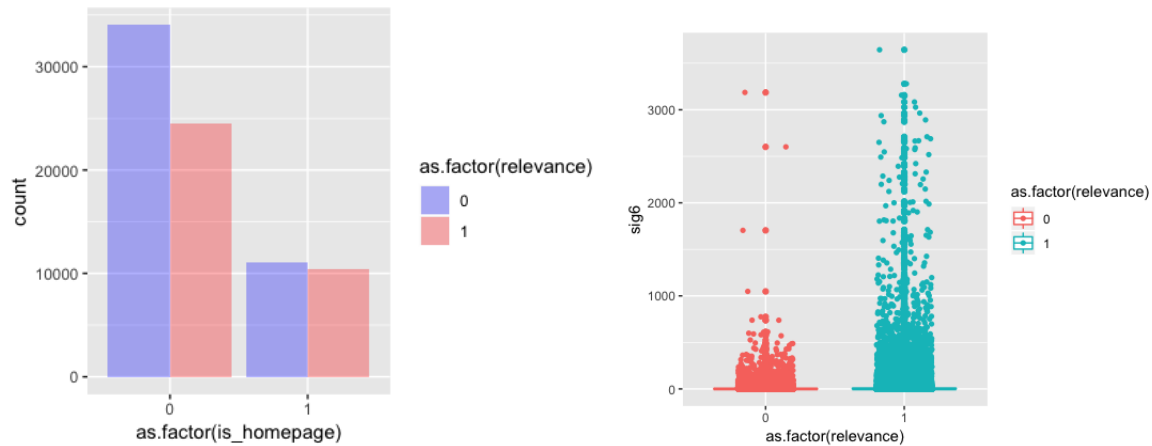 30000
20000
10000
0
count
0 1
as.factor(is_homepage)
as.factor(relevance)
0
1
3000
2000
1000
0
sig6
0 1
as.factor(relevance)
as.factor(relevance)
0
1